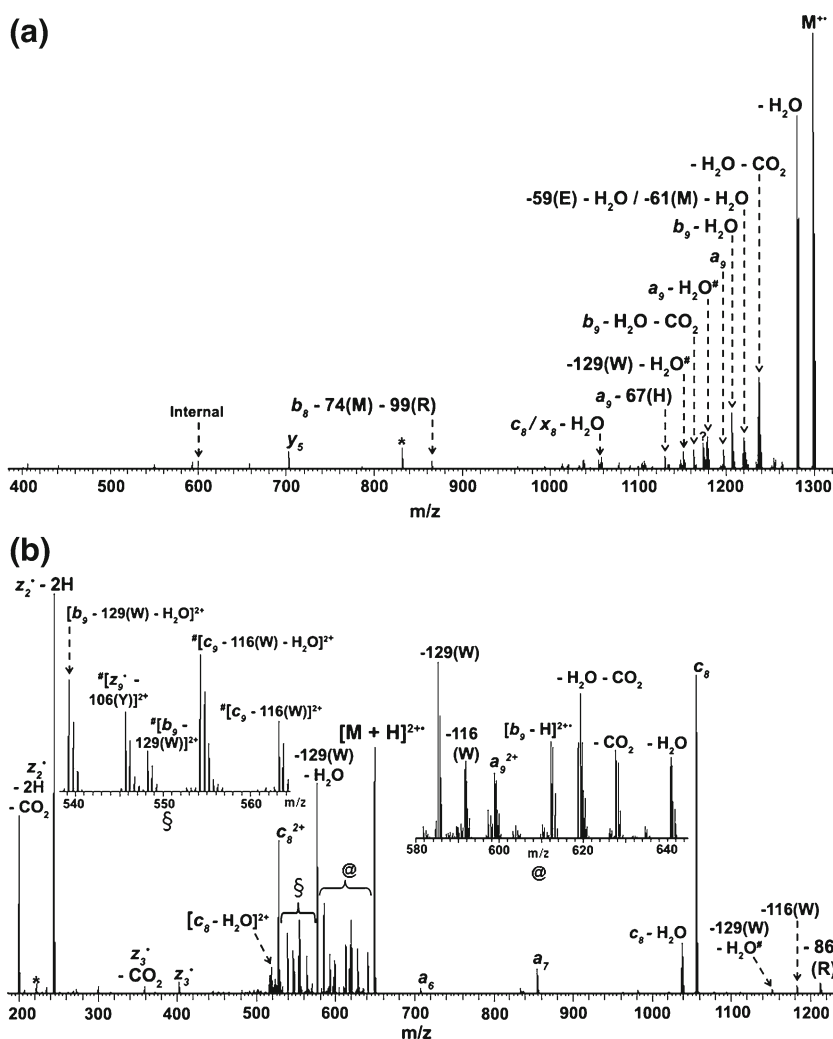 (a)
M⁺•
- H₂O
- H₂O - CO₂
-59(E) - H₂O / -61(M) - H₂O
b₉ - H₂O
a₉
a₉ - H₂O#
b₉ - H₂O - CO₂
-129(W) - H₂O#
a₉ - 67(H)
b₈ - 74(M) - 99(R)
c₈ / x₈ - H₂O
Internal
y₅
*
?
400 500 600 700 800 900 1000 1100 1200 1300
m/z
(b)
z₂• - 2H
[b₉ - 129(W) - H₂O]²⁺
#[c₉ - 116(W) - H₂O]²⁺
#[z₉• -
106(Y)]²⁺
#[b₉ -
129(W)]²⁺
#[c₉ - 116(W)]²⁺
540 550 560 m/z
§
z₂•
- 2H
- CO₂
[M + H]²⁺•
-129(W)
- H₂O
c₈²⁺
§
@
[c₈ - H₂O]²⁺
-129(W)
-116
(W)
a₉²⁺
[b₉ - H]²⁺•
- H₂O - CO₂
- CO₂
- H₂O
580 600 620 640
m/z
@
c₈
c₈ - H₂O
-129(W)
- H₂O#
-116(W)
- 86
(R)
*
z₃•
- CO₂
z₃•
a₆
a₇
200 300 400 500 600 700 800 900 1000 1100 1200
m/z